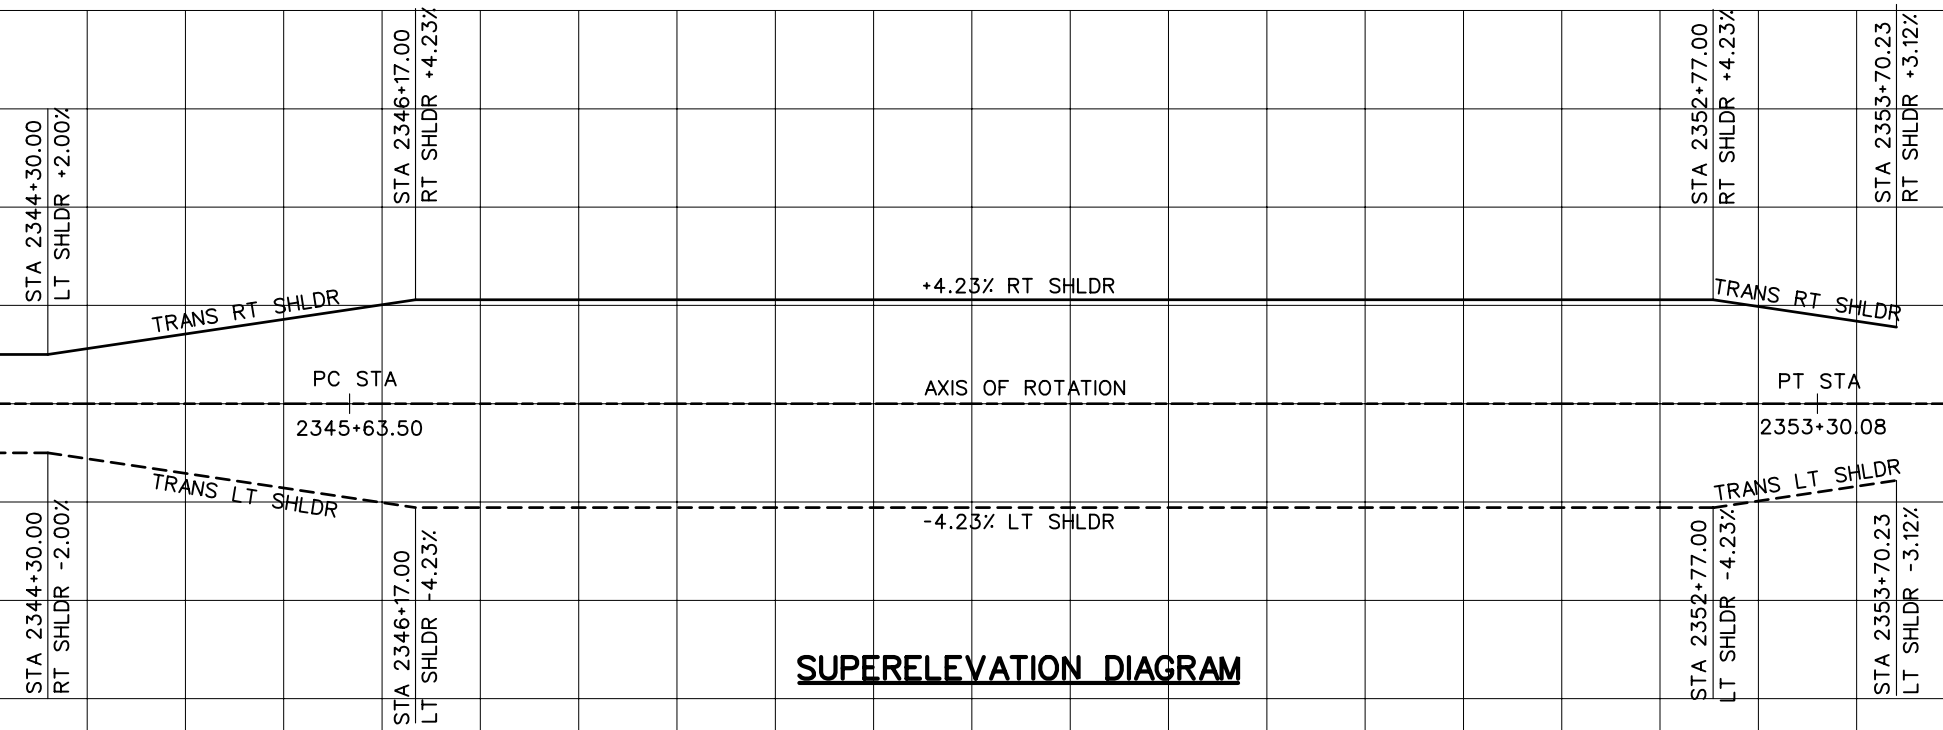 STA 2344+30.00
LT SHLDR +2.00%
STA 2346+17.00
RT SHLDR +4.23%
STA 2352+77.00
RT SHLDR +4.23%
STA 2353+70.23
RT SHLDR +3.12%
TRANS RT SHLDR
+4.23% RT SHLDR
TRANS RT SHLDR
PC STA
2345+63.50
AXIS OF ROTATION
PT STA
2353+30.08
TRANS LT SHLDR
-4.23% LT SHLDR
TRANS LT SHLDR
STA 2344+30.00
RT SHLDR -2.00%
STA 2346+17.00
LT SHLDR -4.23%
STA 2352+77.00
LT SHLDR -4.23%
STA 2353+70.23
LT SHLDR -3.12%
SUPERELEVATION DIAGRAM